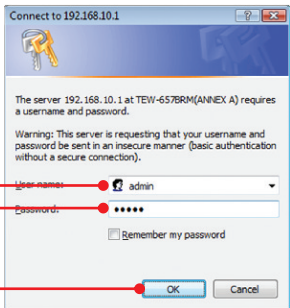 Connect to 192.168.10.1
The server 192.168.10.1 at TEW-657BRM(ANNEX A) requires
a username and password.
Warning: This server is requesting that your username and
password be sent in an insecure manner (basic authentication
without a secure connection).
User name: admin
Password: •••••
Remember my password
OK Cancel